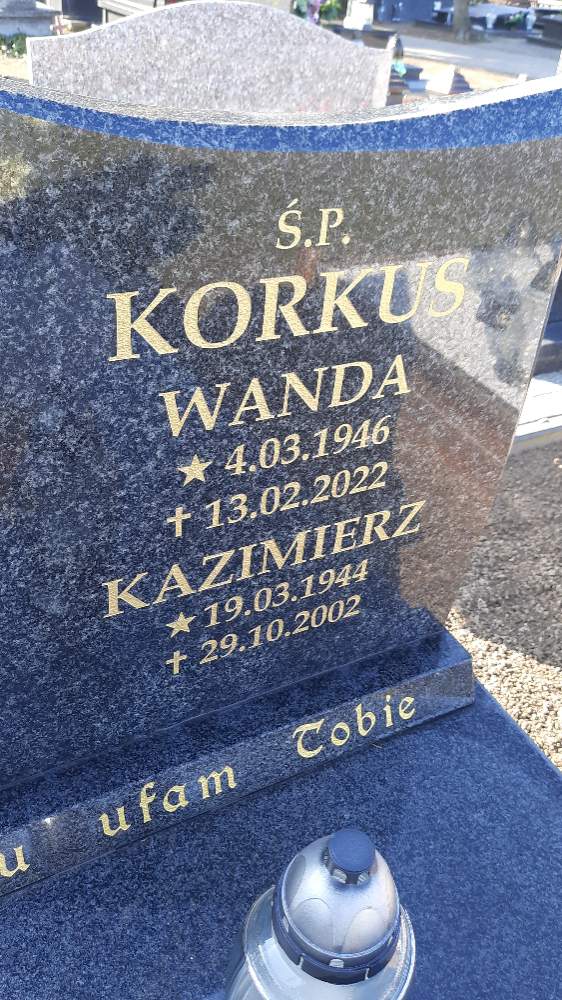 Ś.P.
KORKUS
WANDA
★ 4.03.1946
✝ 13.02.2022
KAZIMIERZ
★ 19.03.1944
✝ 29.10.2002
ufam Tobie